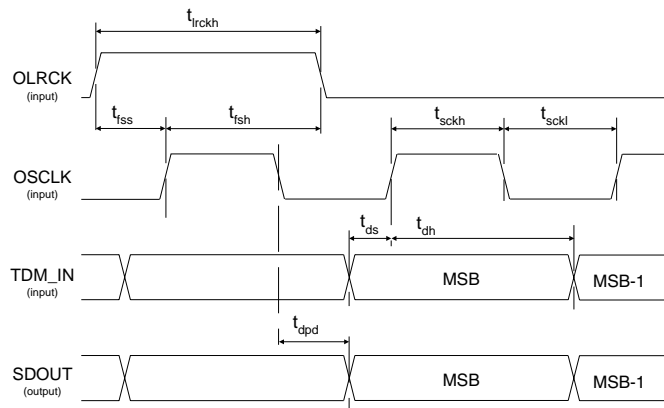 t_lrckh
OLRCK
(input)
t_fss
t_fsh
t_sckh
t_sckl
OSCLK
(input)
t_ds
t_dh
TDM_IN
(input)
MSB
MSB-1
t_dpd
SDOUT
(output)
MSB
MSB-1